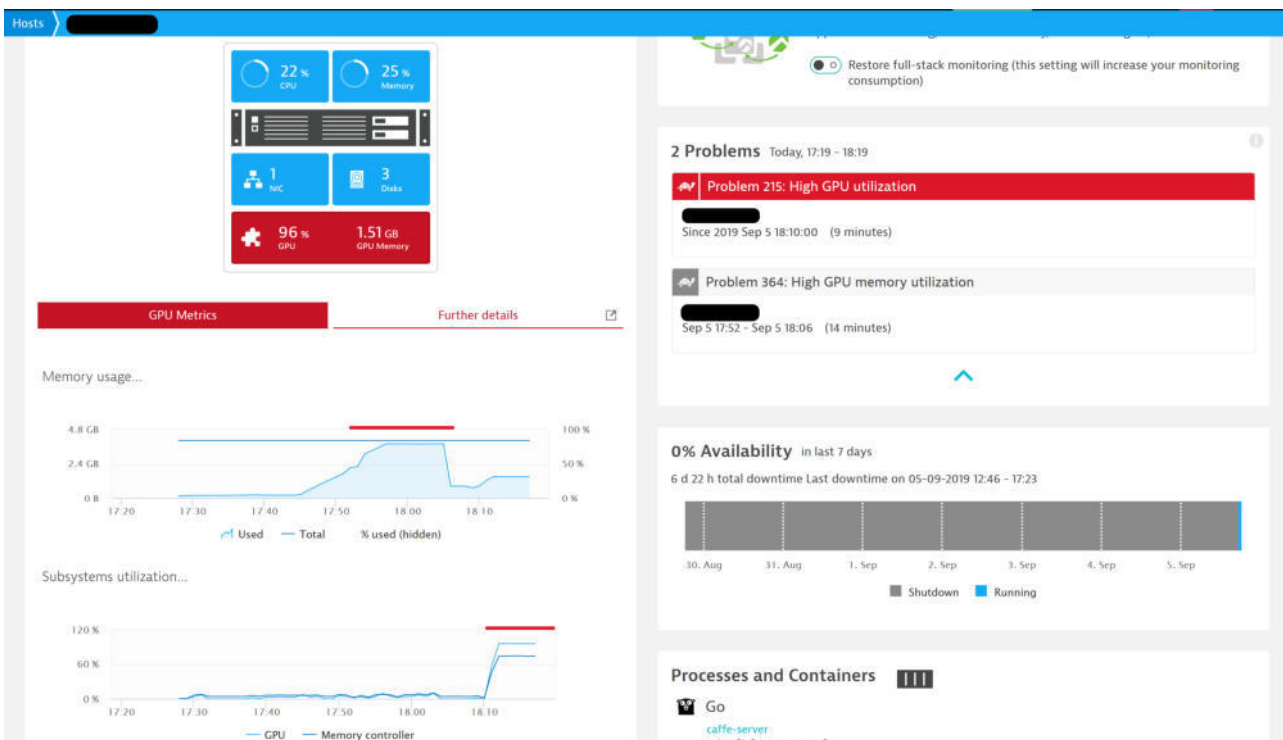 Hosts
22 %
CPU
25 %
Memory
1
NIC
3
Disks
96 %
GPU
1.51 GB
GPU Memory
GPU Metrics
Further details
Memory usage...
4.8 GB
2.4 GB
0 B
100 %
50 %
0 %
17:20 17:30 17:40 17:50 18:00 18:10
Used Total % used (hidden)
Subsystems utilization...
120 %
60 %
0 %
17:20 17:30 17:40 17:50 18:00 18:10
GPU Memory controller
Restore full-stack monitoring (this setting will increase your monitoring
consumption)
2 Problems Today, 17:19 - 18:19
Problem 215: High GPU utilization
Since 2019 Sep 5 18:10:00 (9 minutes)
Problem 364: High GPU memory utilization
Sep 5 17:52 - Sep 5 18:06 (14 minutes)
0% Availability in last 7 days
6 d 22 h total downtime Last downtime on 05-09-2019 12:46 - 17:23
30. Aug 31. Aug 1. Sep 2. Sep 3. Sep 4. Sep 5. Sep
Shutdown Running
Processes and Containers
Go
caffe-server